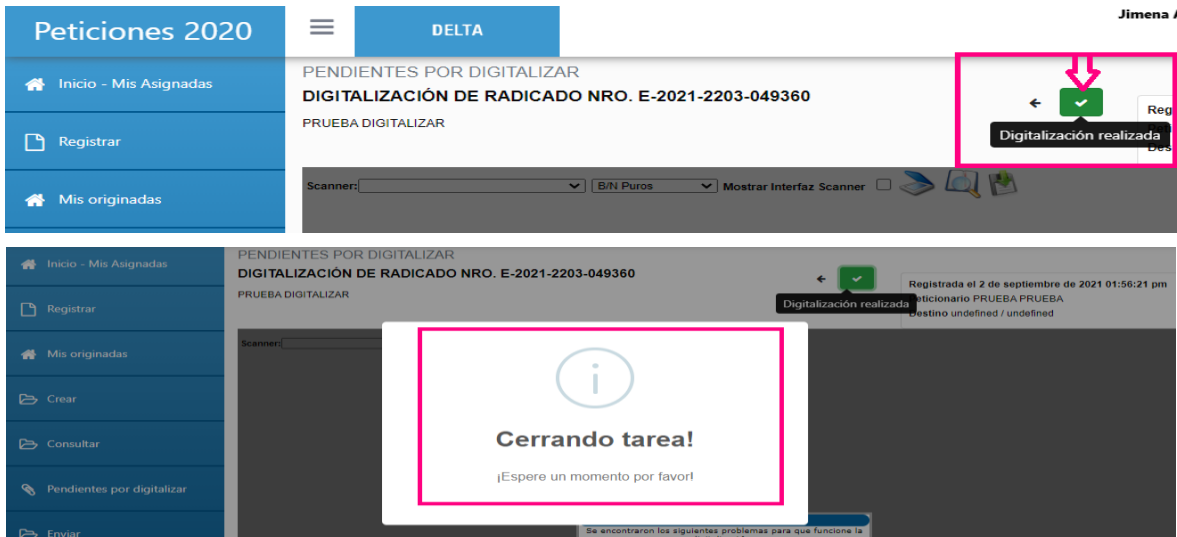 Peticiones 2020
DELTA
Jimena A
Inicio - Mis Asignadas
Registrar
Mis originadas
PENDIENTES POR DIGITALIZAR
DIGITALIZACIÓN DE RADICADO NRO. E-2021-2203-049360
PRUEBA DIGITALIZAR
Digitalización realizada
Reg
Des
Scanner:
B/N Puros
Mostrar Interfaz Scanner
Inicio - Mis Asignadas
Registrar
Mis originadas
Crear
Consultar
Pendientes por digitalizar
Enviar
PENDIENTES POR DIGITALIZAR
DIGITALIZACIÓN DE RADICADO NRO. E-2021-2203-049360
PRUEBA DIGITALIZAR
Digitalización realizada
Registrada el 2 de septiembre de 2021 01:56:21 pm
eticionario PRUEBA PRUEBA
Destino undefined / undefined
Scanner:
Cerrando tarea!
¡Espere un momento por favor!
Se encontraron los siguientes problemas para que funcione la